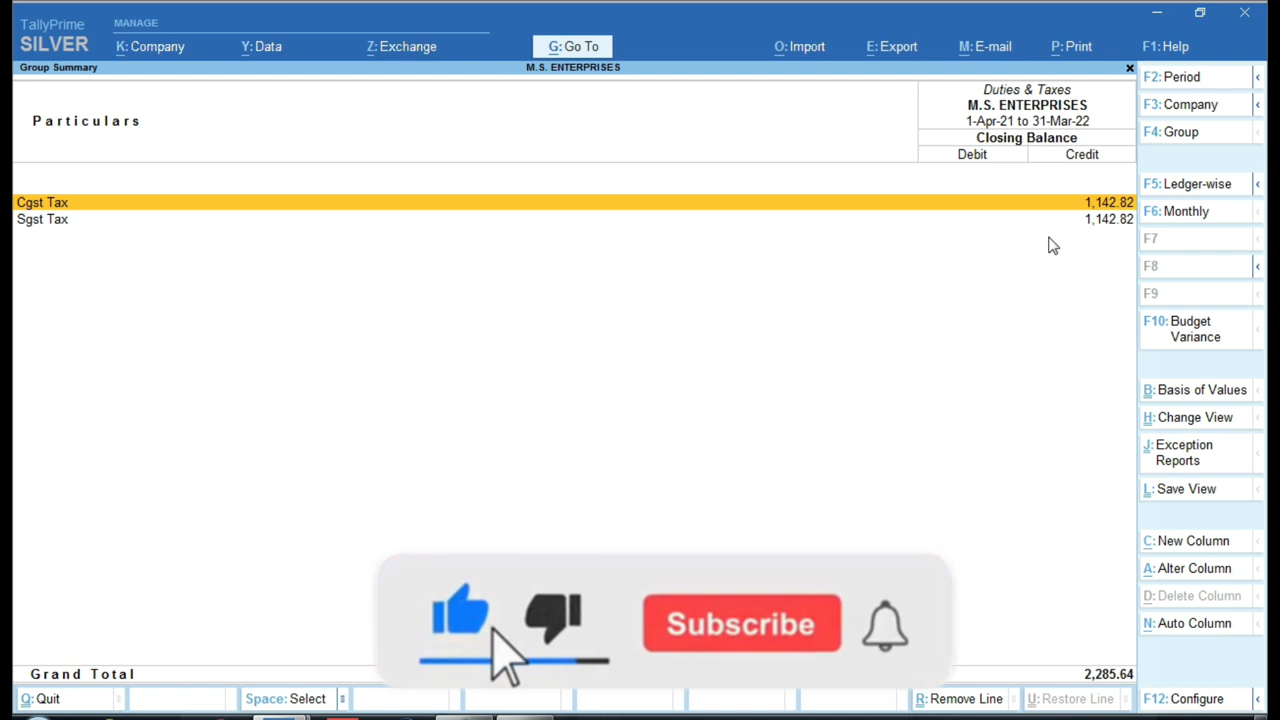 TallyPrime
SILVER
MANAGE
K: Company
Y: Data
Z: Exchange
G: Go To
O: Import
E: Export
M: E-mail
P: Print
F1: Help
Group Summary
M.S. ENTERPRISES
Particulars
Duties & Taxes
M.S. ENTERPRISES
1-Apr-21 to 31-Mar-22
Closing Balance
Debit Credit
Cgst Tax 1,142.82
Sgst Tax 1,142.82
Grand Total 2,285.64
F2: Period
F3: Company
F4: Group
F5: Ledger-wise
F6: Monthly
F7
F8
F9
F10: Budget
Variance
B: Basis of Values
H: Change View
J: Exception
Reports
L: Save View
C: New Column
A: Alter Column
D: Delete Column
N: Auto Column
Subscribe
Q: Quit
Space: Select
R: Remove Line
U: Restore Line
F12: Configure